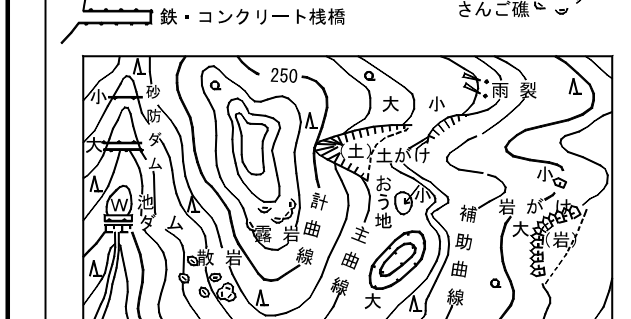 鉄・コンクリート桟橋
さんご礁
250
小
砂防ダム
大
大 小
雨裂
(土)
土がけ
おう地
小
小
岩がけ
大
(岩)
W
池
ダム
計曲線
主曲線
補助曲線
露岩
散岩
大